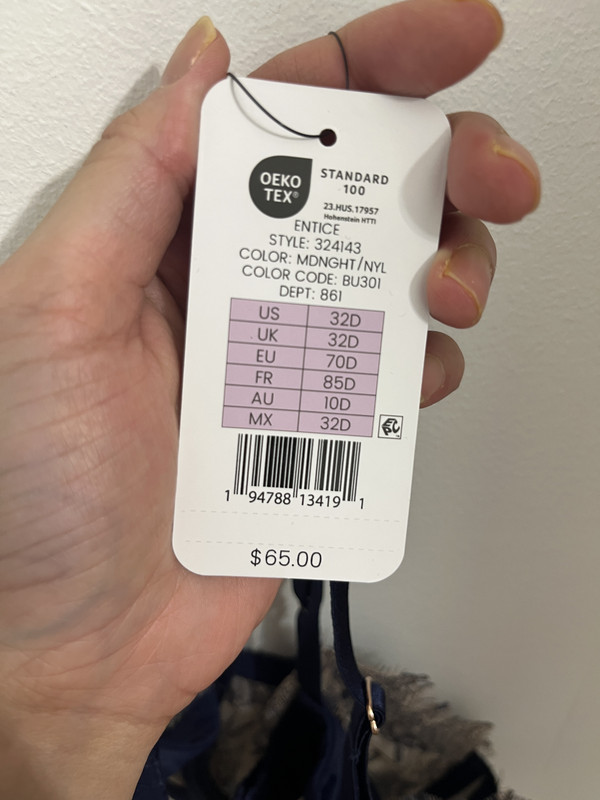 OEKO
TEX®
STANDARD
100
23.HUS.17957
Hohenstein HTTI
ENTICE
STYLE: 324143
COLOR: MDNGHT/NYL
COLOR CODE: BU301
DEPT: 861
US 32D
UK 32D
EU 70D
FR 85D
AU 10D
MX 32D
1 94788 13419 1
$65.00